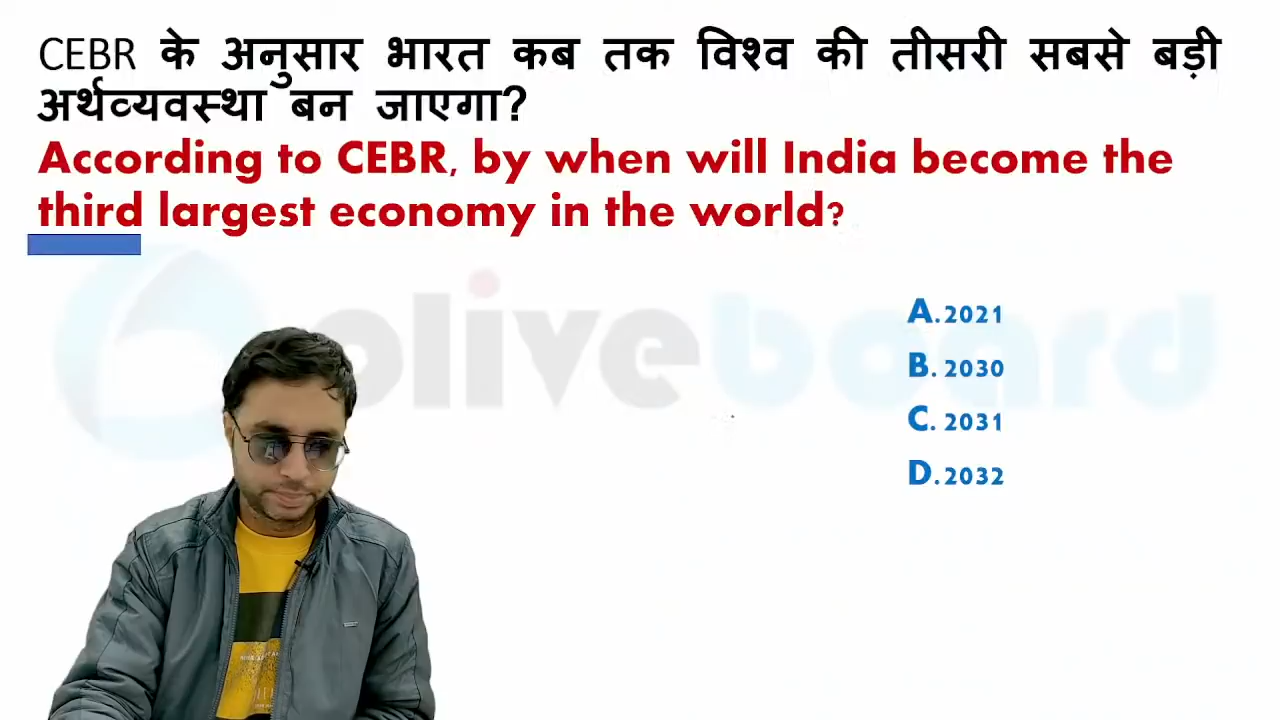 CEBR के अनुसार भारत कब तक विश्व की तीसरी सबसे बड़ी
अर्थव्यवस्था बन जाएगा?
According to CEBR, by when will India become the
third largest economy in the world?
oliveboard
A.2021
B. 2030
C. 2031
D.2032